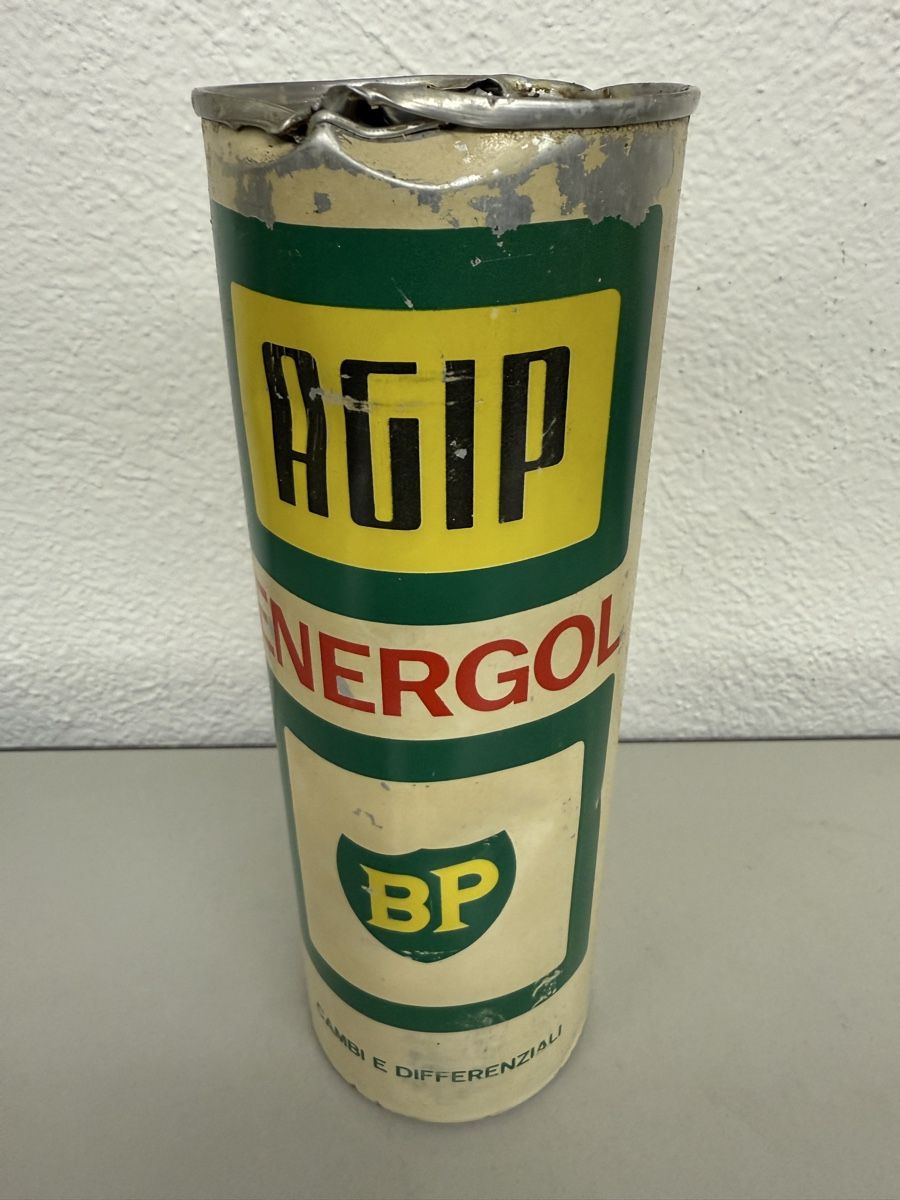 AGIP
ENERGOL
BP
CAMBI E DIFFERENZIALI